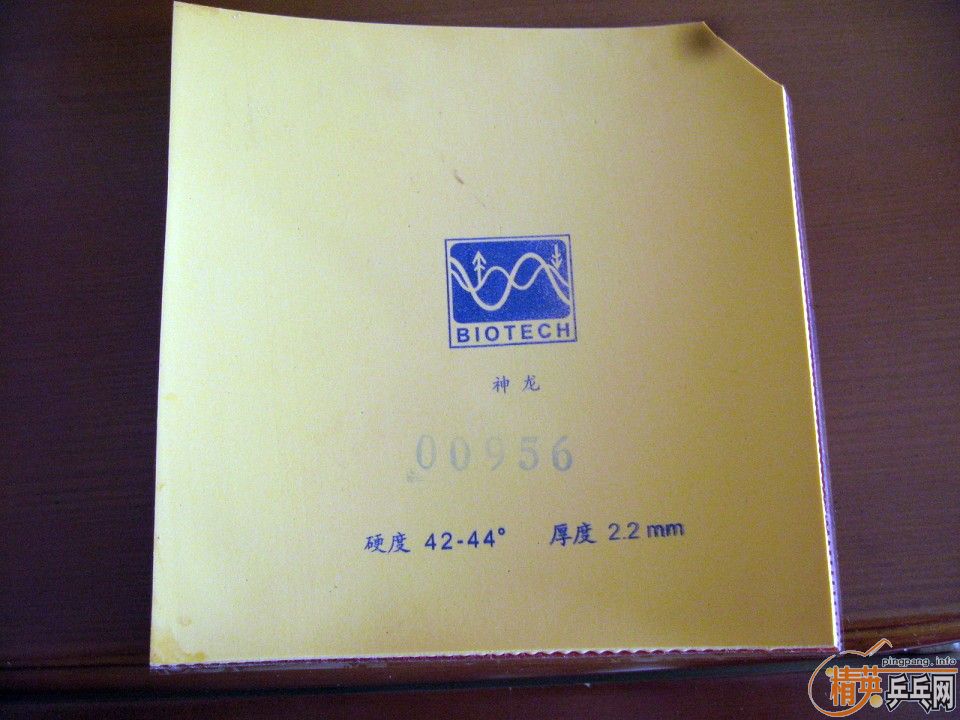 BIOTECH
神龙
00956
硬度 42-44° 厚度 2.2 mm
pingpang.info
精英乒乓网